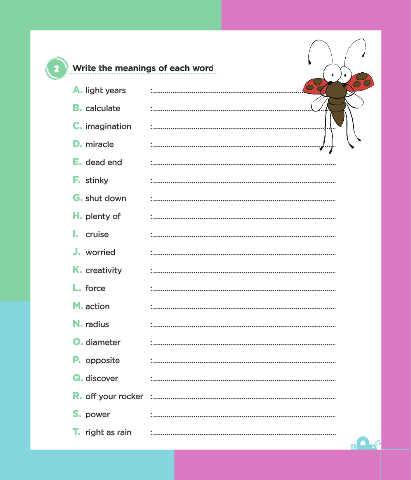 2 Write the meanings of each word
A. light years :
B. calculate :
C. imagination :
D. miracle :
E. dead end :
F. stinky :
G. shut down :
H. plenty of :
I. cruise :
J. worried :
K. creativity :
L. force :
M. action :
N. radius :
O. diameter :
P. opposite :
Q. discover :
R. off your rocker :
S. power :
T. right as rain :